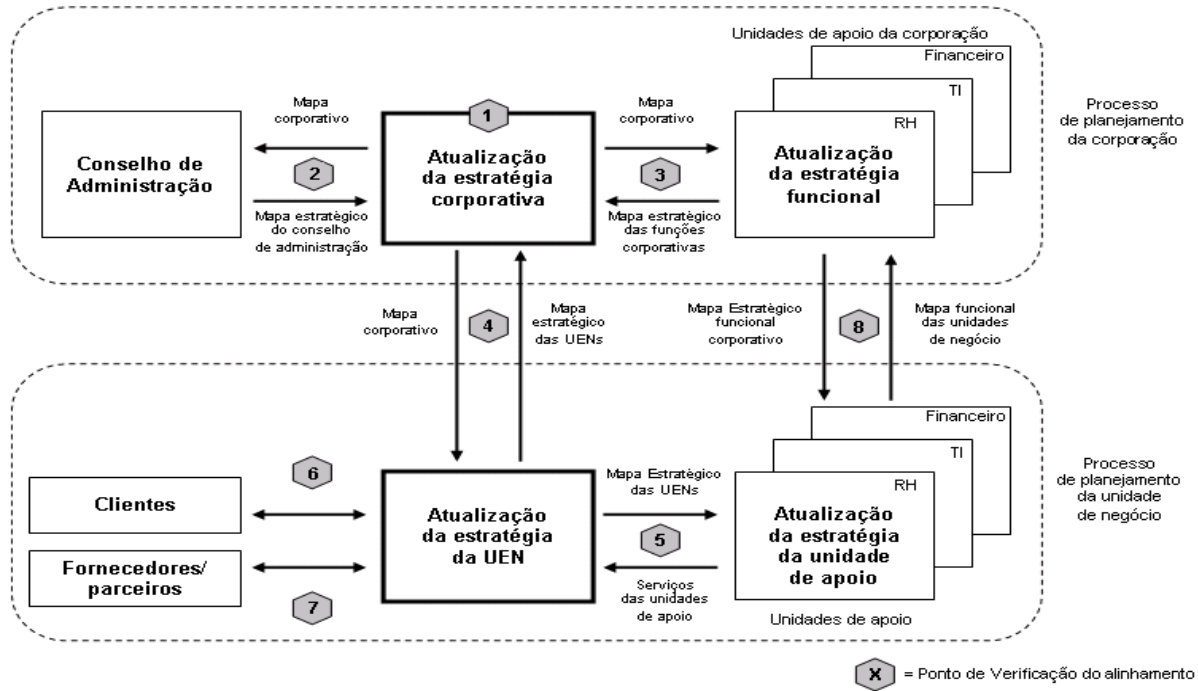 Unidades de apoio da corporação
Financeiro
TI
RH
Atualização
da estratégia
funcional
Processo
de planejamento
da corporação
Conselho de
Administração
Mapa
corporativo
2
Mapa estratégico
do conselho
de administração
1
Atualização
da estratégia
corporativa
Mapa
corporativo
3
Mapa estratégico
das funções
corporativas
Mapa
corporativo
4
Mapa
estratégico
das UENs
Mapa Estratégico
funcional
corporativo
8
Mapa funcional
das unidades
de negócio
Clientes
Fornecedores/
parceiros
6
7
Atualização
da estratégia
da UEN
Mapa Estratégico
das UENs
5
Serviços
das unidades
de apoio
Financeiro
TI
RH
Atualização
da estratégia
da unidade
de apoio
Unidades de apoio
Processo
de planejamento
da unidade
de negócio
X = Ponto de Verificação do alinhamento